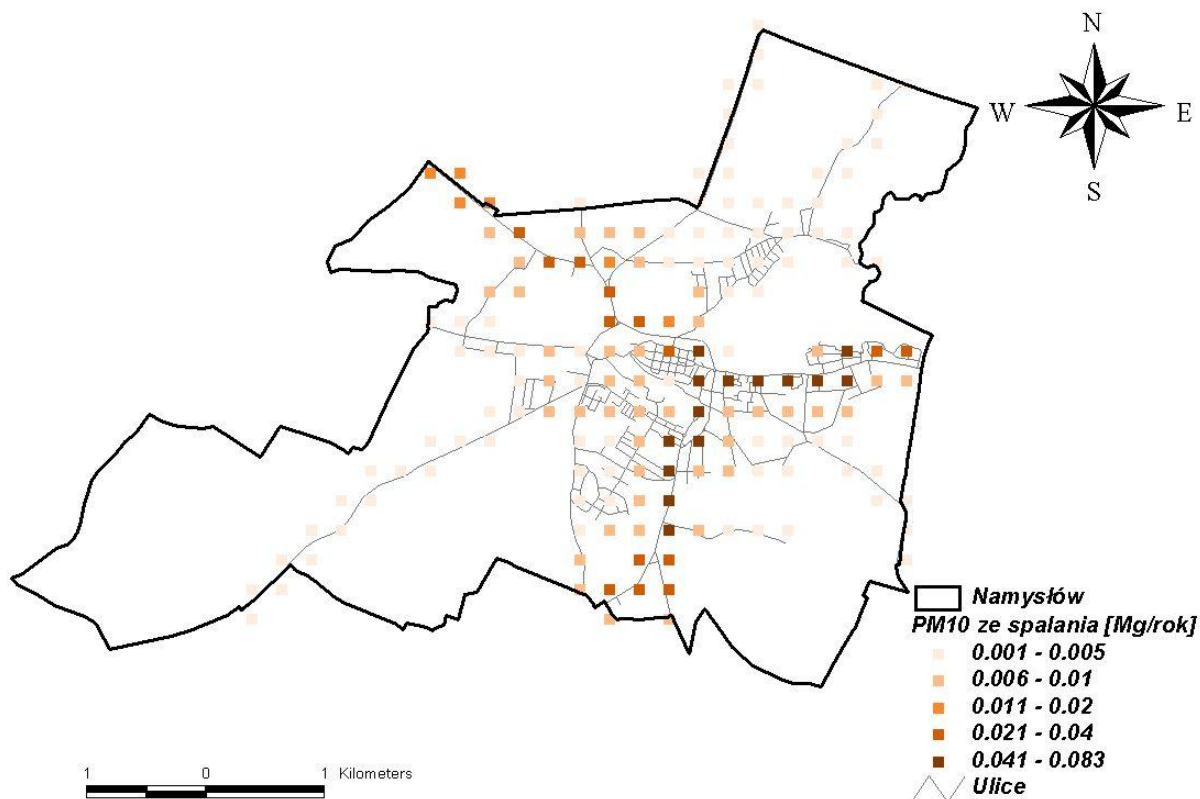 N
W E
S
Namysłów
PM10 ze spalania [Mg/rok]
0.001 - 0.005
0.006 - 0.01
0.011 - 0.02
0.021 - 0.04
0.041 - 0.083
Ulice
1 0 1 Kilometers